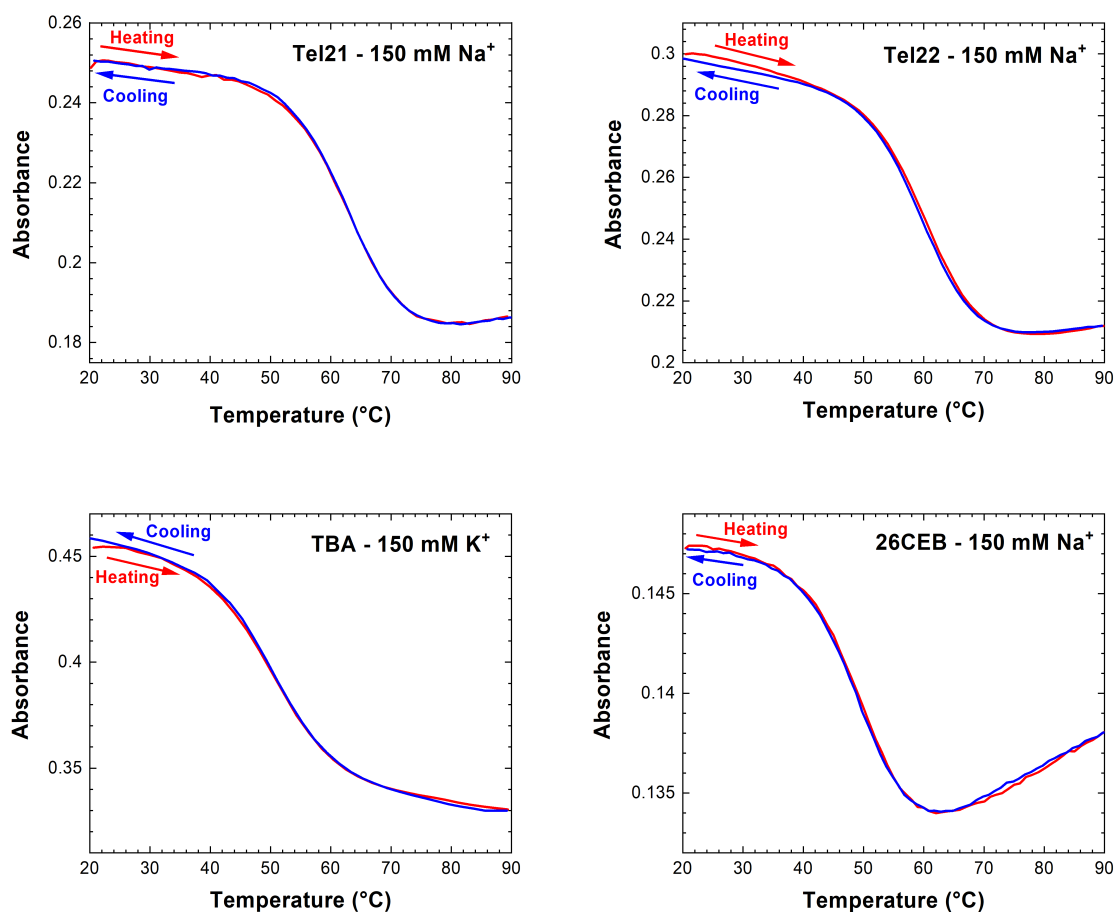 Tel21 - 150 mM Na⁺
Heating
Cooling
0.26
0.24
0.22
0.2
0.18
20 30 40 50 60 70 80 90
Absorbance
Temperature (°C)
Tel22 - 150 mM Na⁺
Heating
Cooling
0.3
0.28
0.26
0.24
0.22
0.2
20 30 40 50 60 70 80 90
Absorbance
Temperature (°C)
TBA - 150 mM K⁺
Cooling
Heating
0.45
0.4
0.35
20 30 40 50 60 70 80 90
Absorbance
Temperature (°C)
26CEB - 150 mM Na⁺
Heating
Cooling
0.145
0.14
0.135
20 30 40 50 60 70 80 90
Absorbance
Temperature (°C)